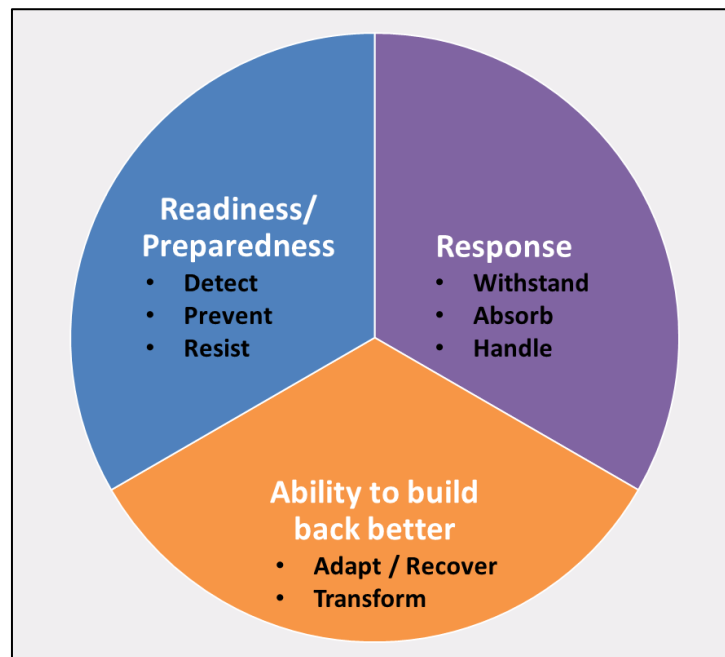 Readiness/
Preparedness
• Detect
• Prevent
• Resist
Response
• Withstand
• Absorb
• Handle
Ability to build
back better
• Adapt / Recover
• Transform